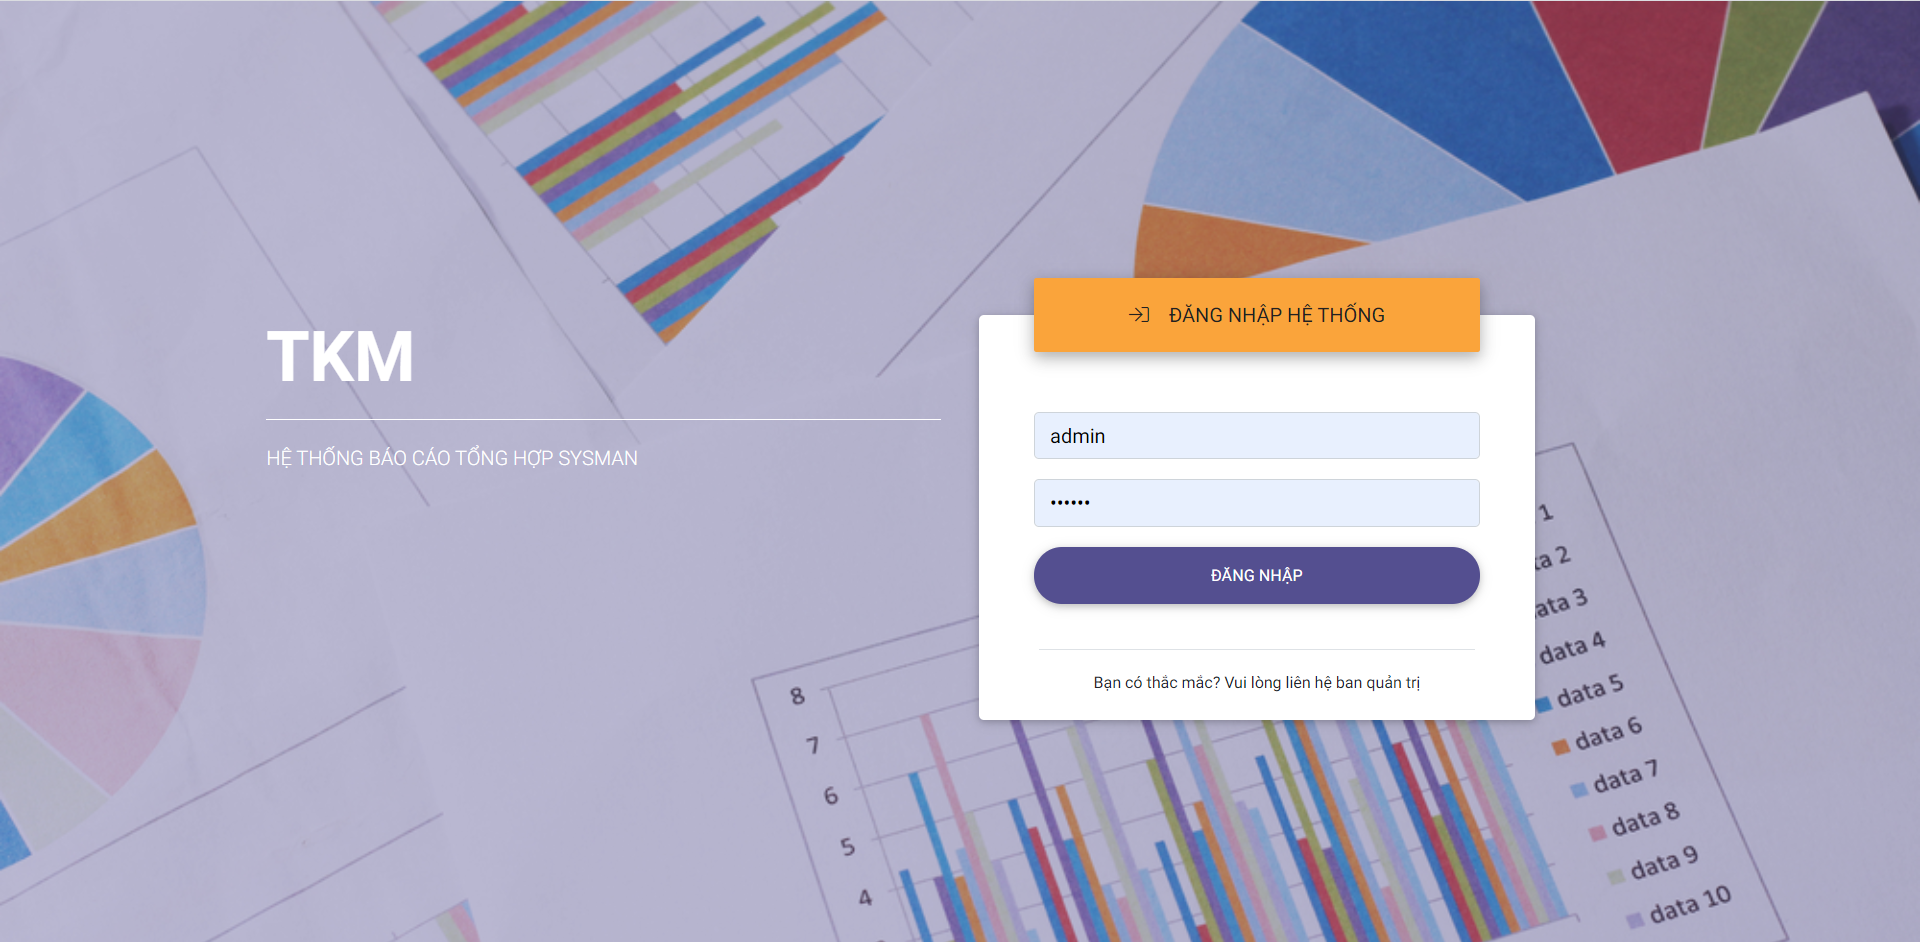 TKM
HỆ THỐNG BÁO CÁO TỔNG HỢP SYSMAN
ĐĂNG NHẬP HỆ THỐNG
admin
••••••
ĐĂNG NHẬP
Bạn có thắc mắc? Vui lòng liên hệ ban quản trị
8
7
6
5
4
1
ta 2
ata 3
data 4
data 5
data 6
data 7
data 8
data 9
data 10